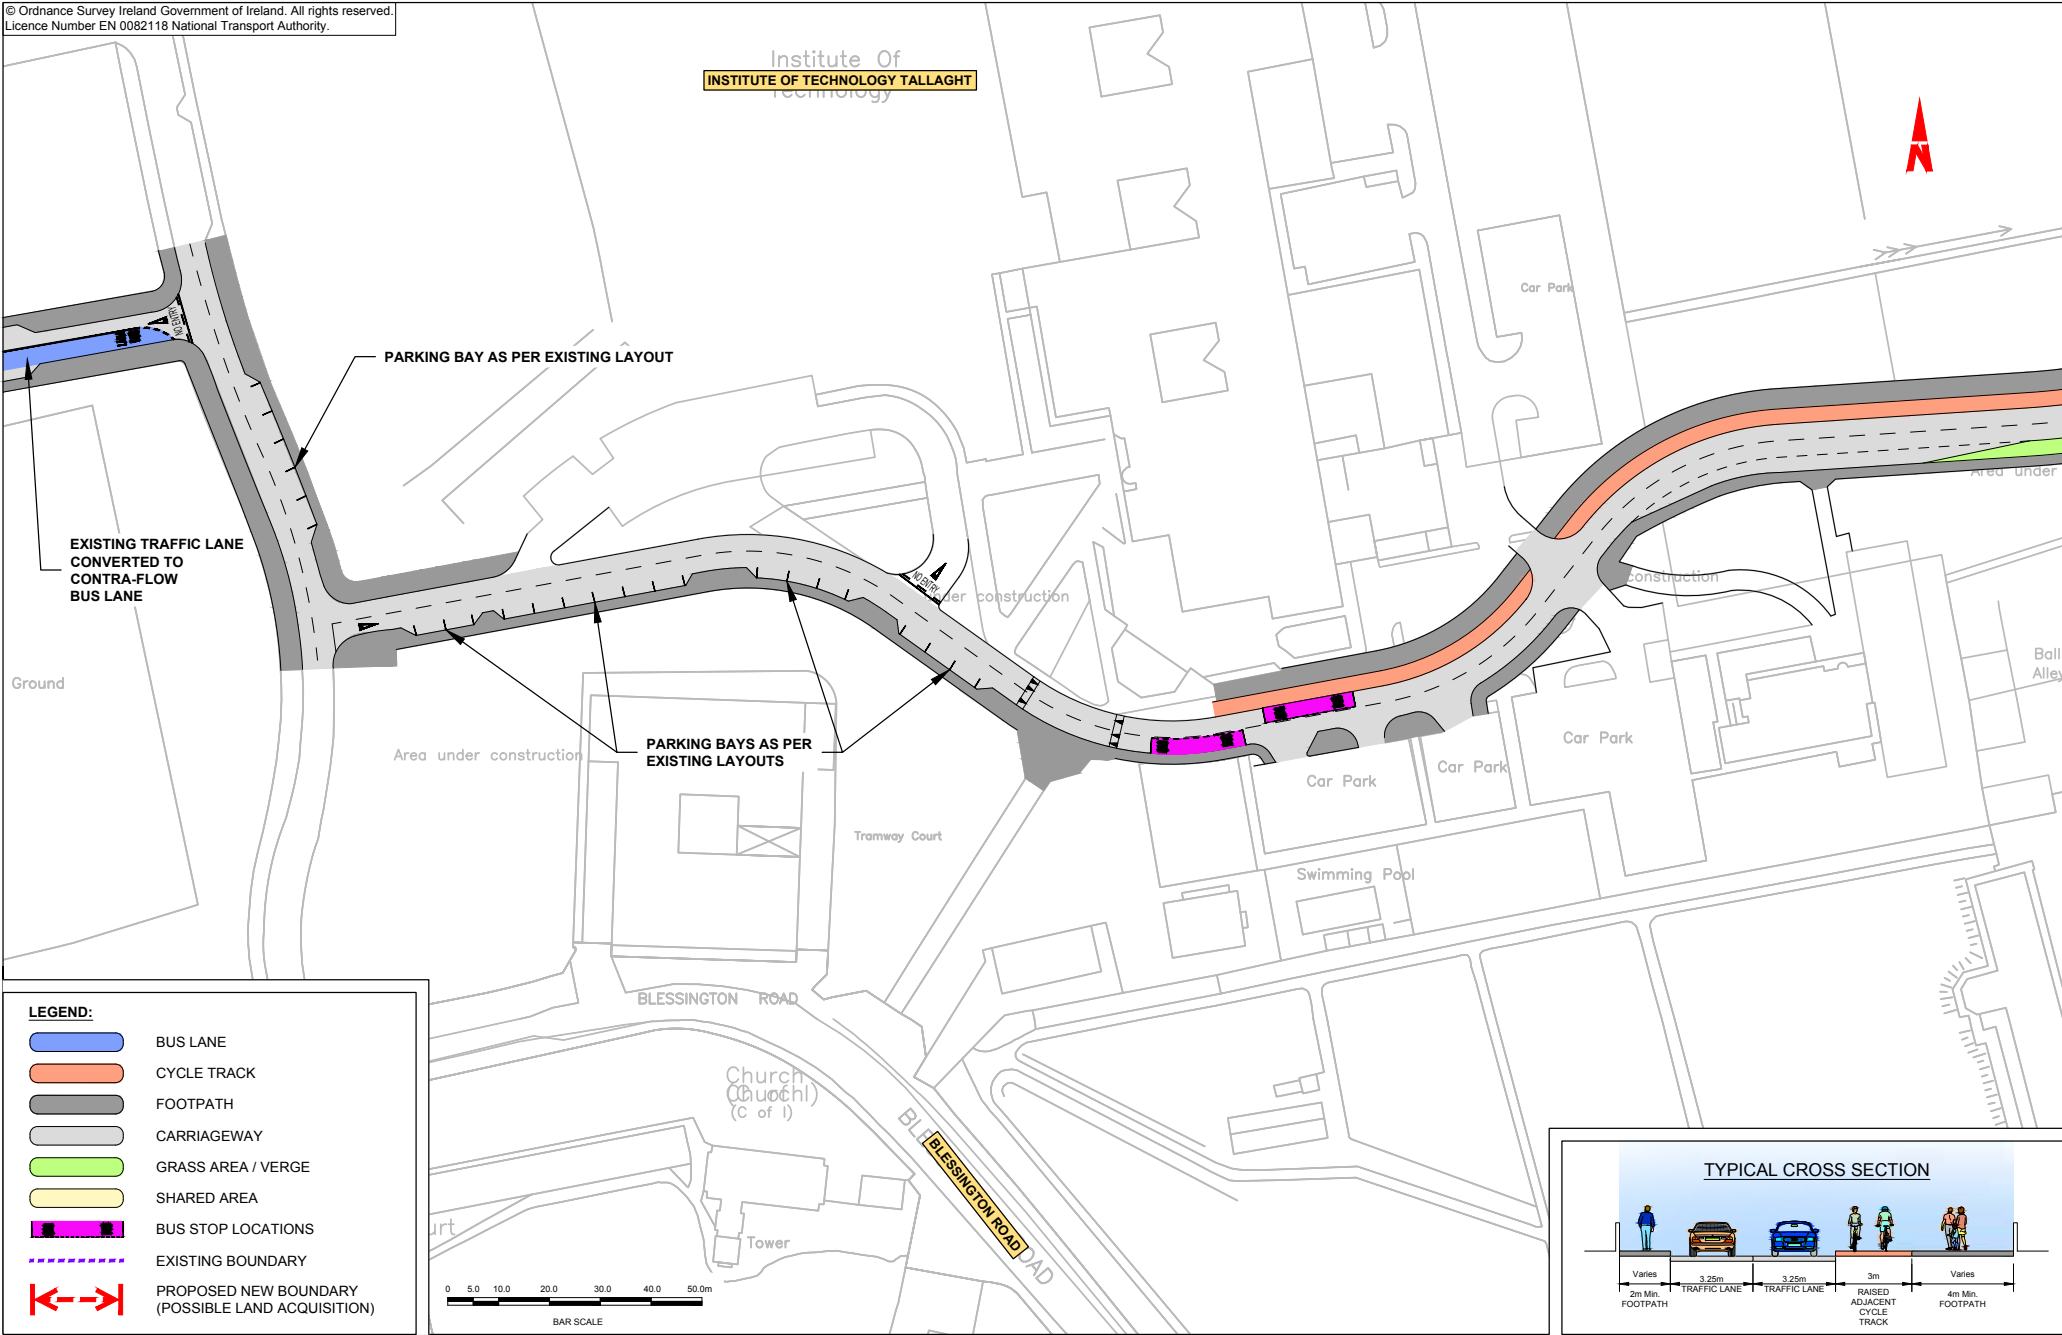 © Ordnance Survey Ireland Government of Ireland. All rights reserved.
Licence Number EN 0082118 National Transport Authority.
Institute Of
INSTITUTE OF TECHNOLOGY TALLAGHT
Technology
N
Car Park
NO ENTRY
PARKING BAY AS PER EXISTING LAYOUT
Area under
EXISTING TRAFFIC LANE
CONVERTED TO
CONTRA-FLOW
BUS LANE
NO ENTRY
under construction
construction
Ground
Ball
Alley
Area under construction
PARKING BAYS AS PER
EXISTING LAYOUTS
Car Park
Car Park
Car Park
Tramway Court
Swimming Pool
BLESSINGTON ROAD
Church
(C of I)
BLESSINGTON ROAD
Tower
LEGEND:
BUS LANE
CYCLE TRACK
FOOTPATH
CARRIAGEWAY
GRASS AREA / VERGE
SHARED AREA
BUS STOP LOCATIONS
EXISTING BOUNDARY
PROPOSED NEW BOUNDARY
(POSSIBLE LAND ACQUISITION)
0 5.0 10.0 20.0 30.0 40.0 50.0m
BAR SCALE
TYPICAL CROSS SECTION
Varies
2m Min.
FOOTPATH
3.25m
TRAFFIC LANE
3.25m
TRAFFIC LANE
3m
RAISED
ADJACENT
CYCLE
TRACK
Varies
4m Min.
FOOTPATH